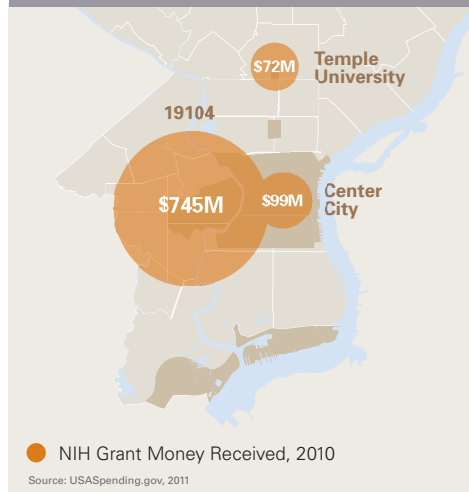 $72M
Temple
University
19104
$745M
$99M
Center
City
NIH Grant Money Received, 2010
Source: USASpending.gov, 2011